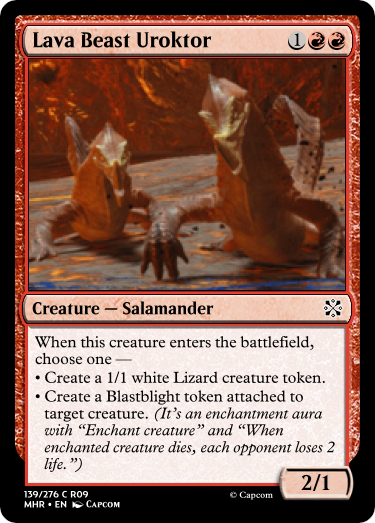 Lava Beast Uroktor
1
Creature — Salamander
When this creature enters the battlefield,
choose one —
• Create a 1/1 white Lizard creature token.
• Create a Blastblight token attached to
target creature. (It's an enchantment aura
with “Enchant creature” and “When
enchanted creature dies, each opponent loses 2
life.”)
2/1
139/276 C R09
MHR • EN Capcom
© Capcom